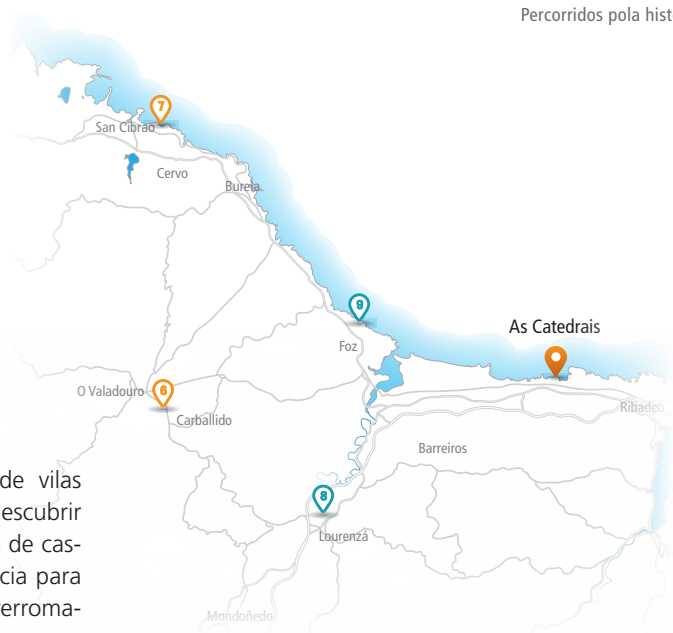 Percorridos pola hist
7
San Cibrao
Cervo
Burela
9
As Catedrais
Foz
O Valadouro
6
Carballido
Ribadeo
Barreiros
de vilas
escubrir
de cas-
8
Lourenzá
cia para
erroma-
Mondoñedo